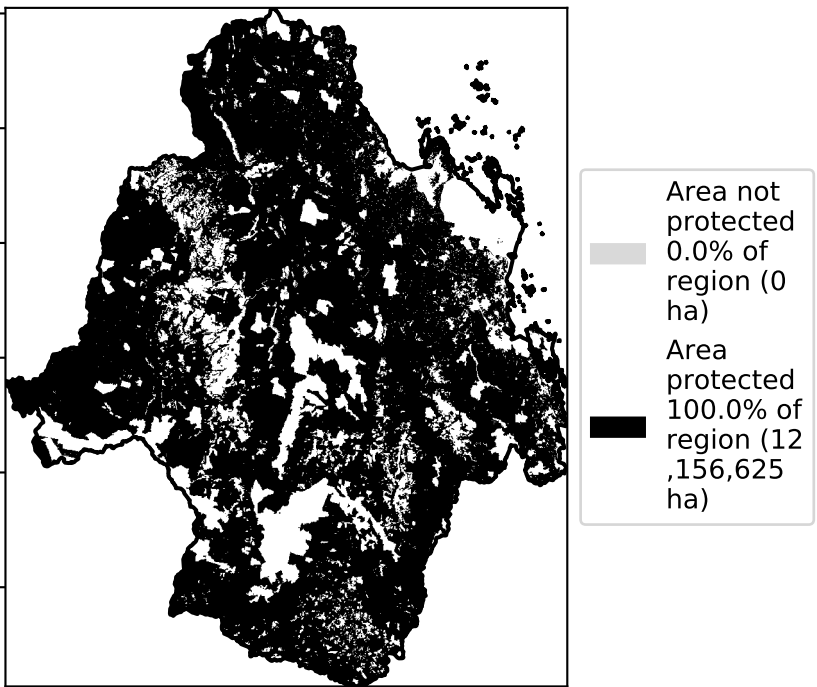 Area not
protected
0.0% of
region (0
ha)
Area
protected
100.0% of
region (12
,156,625
ha)